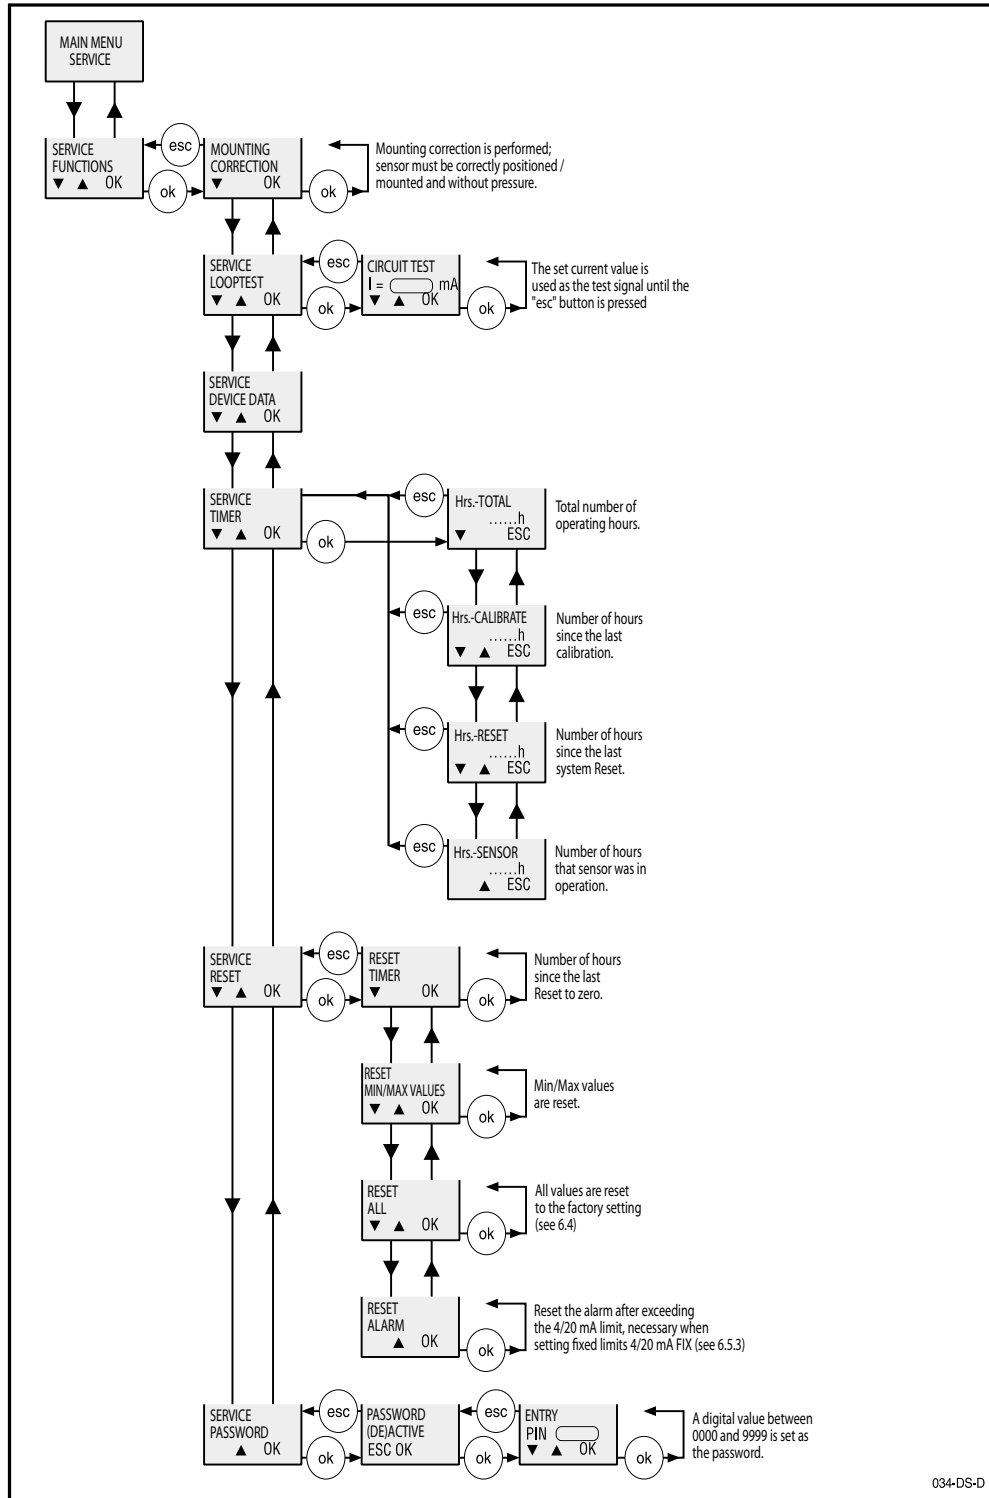 MAIN MENU
SERVICE
SERVICE
FUNCTIONS
▼ ▲ OK
esc
ok
MOUNTING
CORRECTION
▼ OK
ok
Mounting correction is performed;
sensor must be correctly positioned /
mounted and without pressure.
SERVICE
LOOPTEST
▼ ▲ OK
esc
ok
CIRCUIT TEST
I = mA
▼ ▲ OK
ok
The set current value is
used as the test signal until the
"esc" button is pressed
SERVICE
DEVICE DATA
▼ ▲ OK
SERVICE
TIMER
▼ ▲ OK
ok
esc
Hrs.-TOTAL
......h
▼ ESC
Total number of
operating hours.
esc
Hrs.-CALIBRATE
......h
▼ ▲ ESC
Number of hours
since the last
calibration.
esc
Hrs.-RESET
......h
▼ ▲ ESC
Number of hours
since the last
system Reset.
esc
Hrs.-SENSOR
......h
▲ ESC
Number of hours
that sensor was in
operation.
SERVICE
RESET
▼ ▲ OK
esc
ok
RESET
TIMER
▼ OK
ok
Number of hours
since the last
Reset to zero.
RESET
MIN/MAX VALUES
▼ ▲ OK
ok
Min/Max values
are reset.
RESET
ALL
▼ ▲ OK
ok
All values are reset
to the factory setting
(see 6.4)
RESET
ALARM
▲ OK
ok
Reset the alarm after exceeding
the 4/20 mA limit, necessary when
setting fixed limits 4/20 mA FIX (see 6.5.3)
SERVICE
PASSWORD
▲ OK
esc
ok
PASSWORD
(DE)ACTIVE
ESC OK
esc
ok
ENTRY
PIN
▼ ▲ OK
ok
A digital value between
0000 and 9999 is set as
the password.
034-DS-D